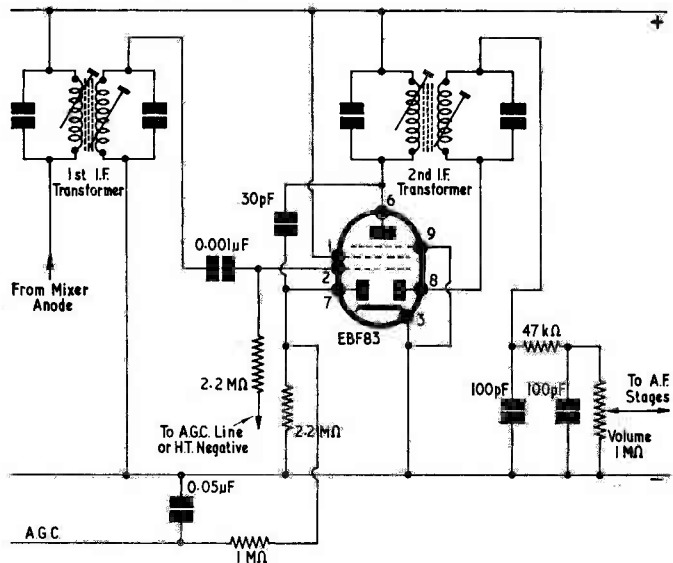 +
1st I.F.
Transformer
2nd I.F.
Transformer
30pF
6
9
0.001µF
1
2
7
8
3
From Mixer
Anode
EBF83
47kΩ
2.2MΩ
2.2MΩ
100pF
100pF
To A.F.
Stages
Volume
1MΩ
To A.G.C. Line
or H.T. Negative
−
0.05µF
A.G.C.
1MΩ